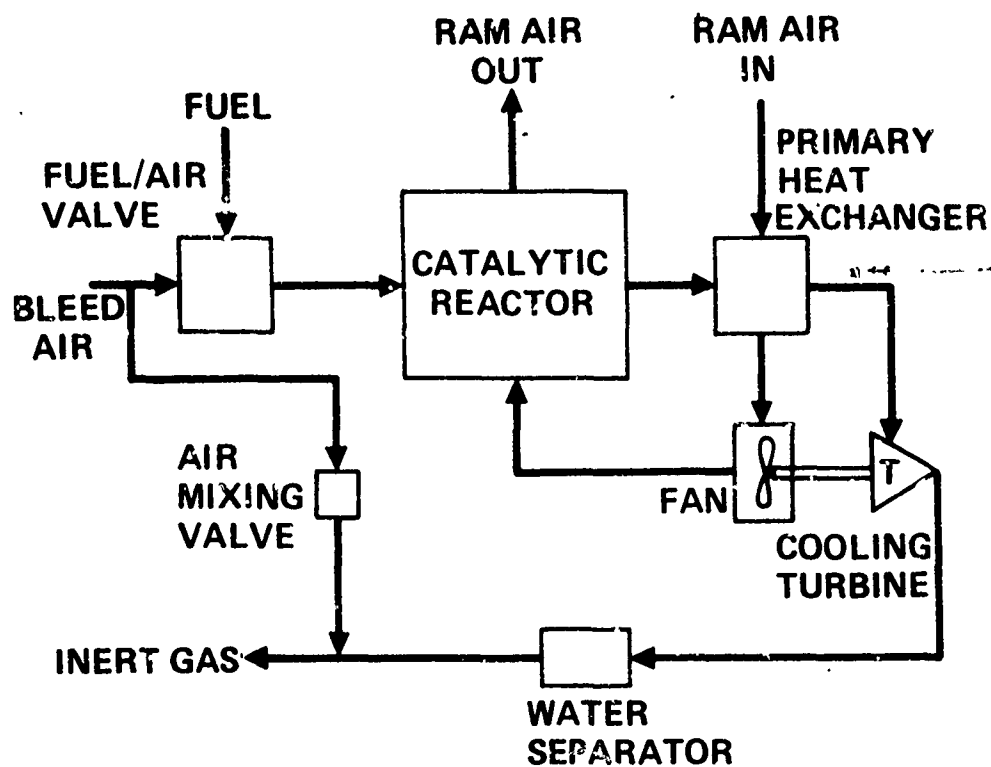 RAM AIR
OUT
RAM AIR
IN
FUEL
PRIMARY
HEAT
EXCHANGER
FUEL/AIR
VALVE
CATALYTIC
REACTOR
BLEED
AIR
AIR
MIXING
VALVE
FAN
T
COOLING
TURBINE
INERT GAS
WATER
SEPARATOR